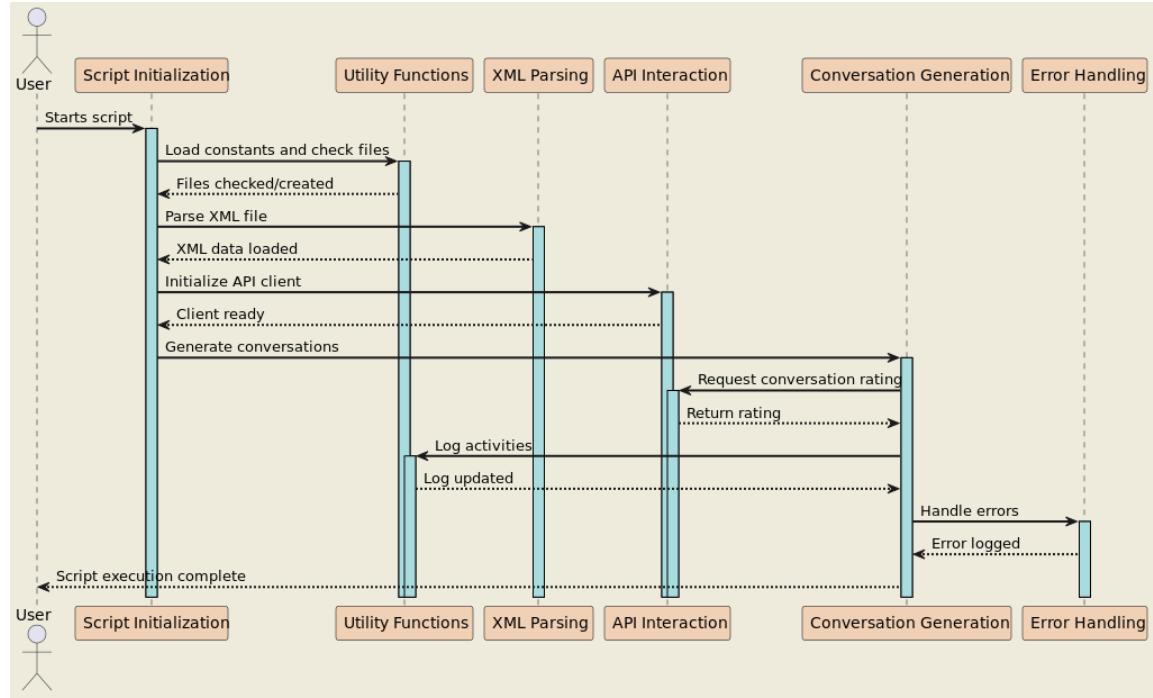 User
Script Initialization
Utility Functions
XML Parsing
API Interaction
Conversation Generation
Error Handling
Starts script
Load constants and check files
Files checked/created
Parse XML file
XML data loaded
Initialize API client
Client ready
Generate conversations
Request conversation rating
Return rating
Log activities
Log updated
Handle errors
Error logged
Script execution complete
User
Script Initialization
Utility Functions
XML Parsing
API Interaction
Conversation Generation
Error Handling